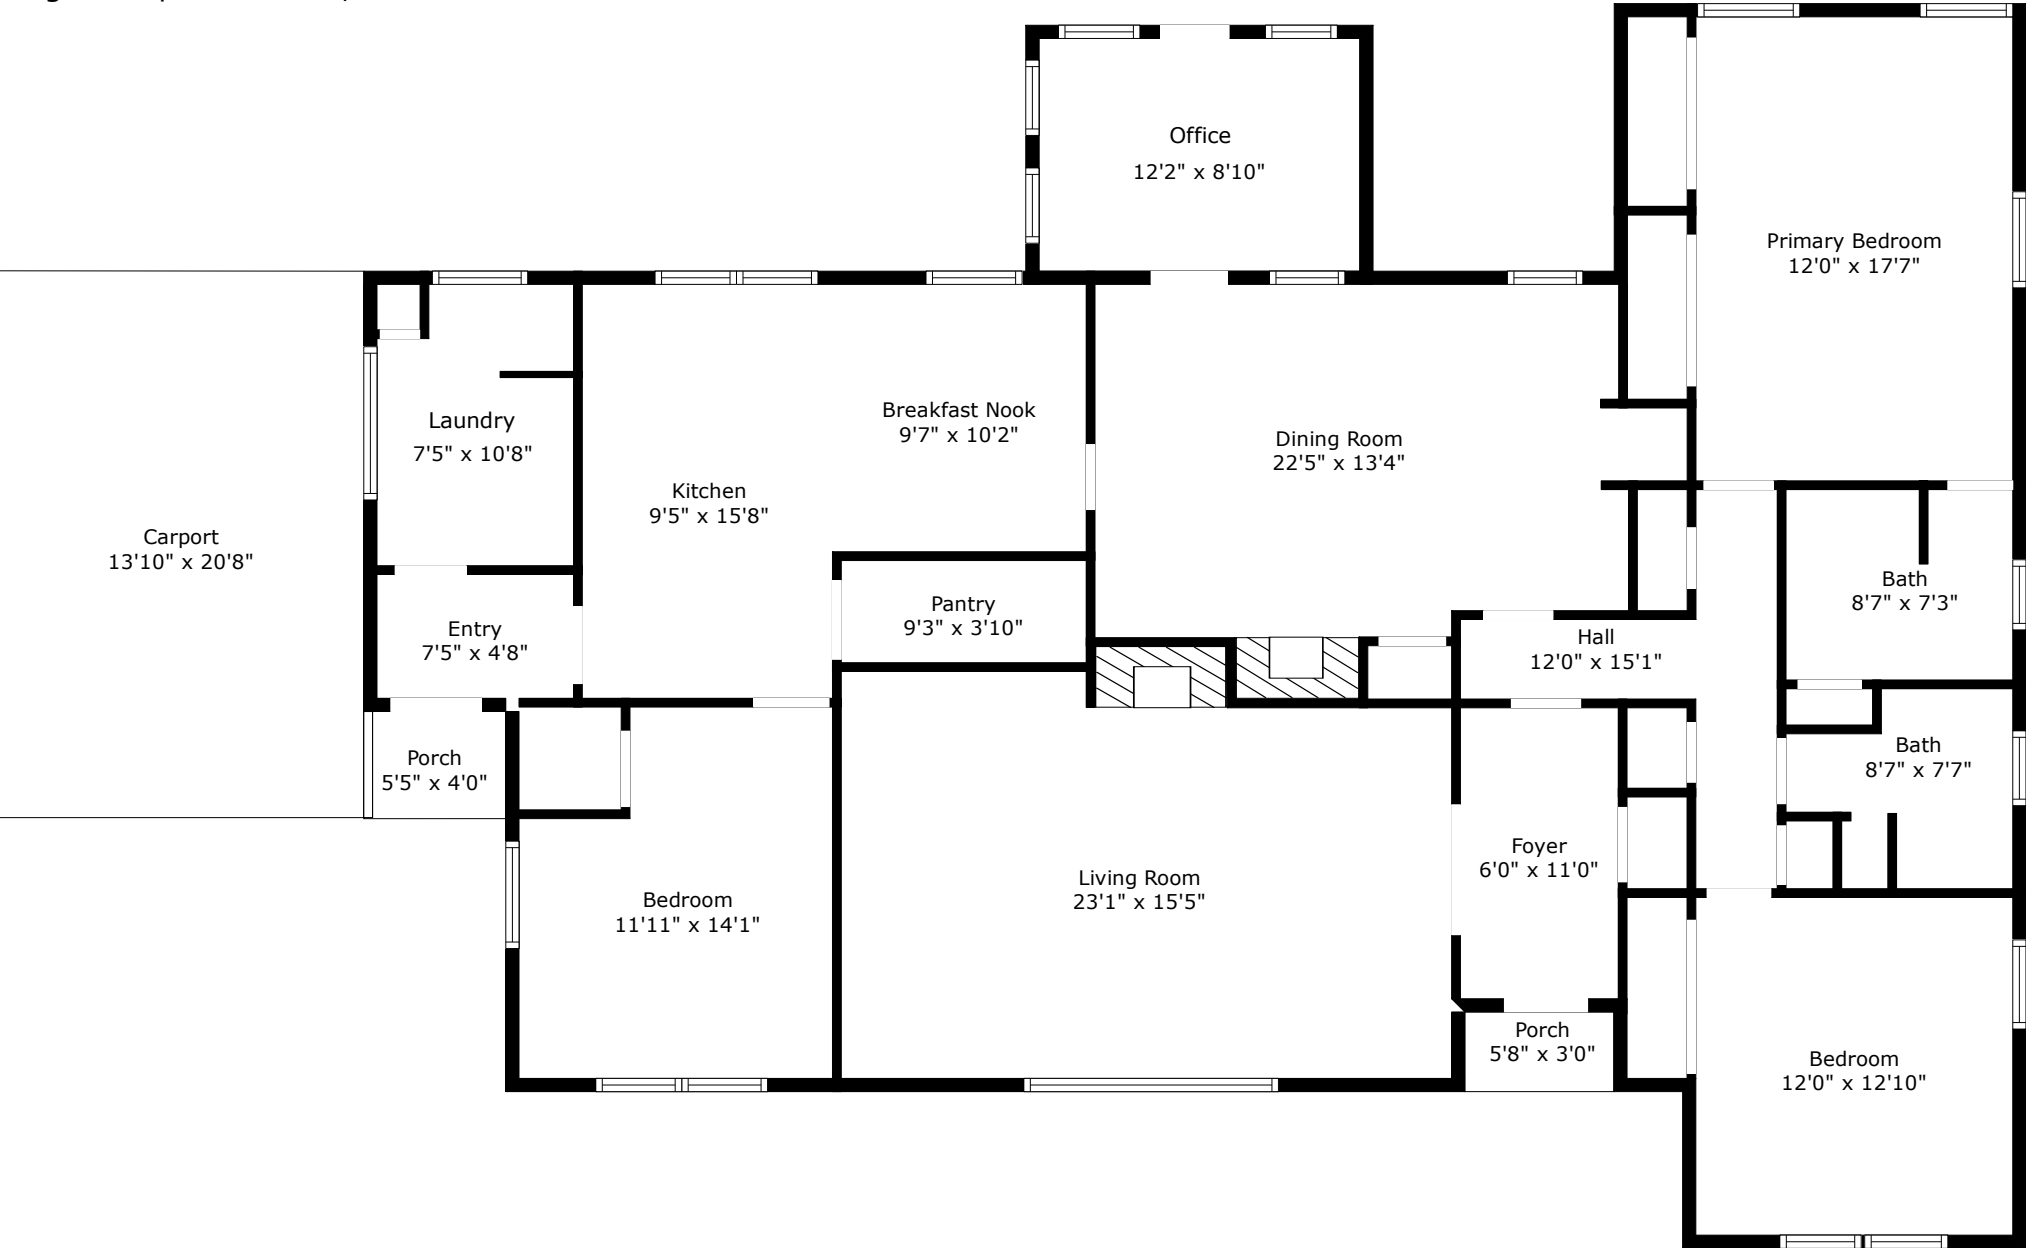 Office
12'2" x 8'10"
Primary Bedroom
12'0" x 17'7"
Laundry
7'5" x 10'8"
Breakfast Nook
9'7" x 10'2"
Dining Room
22'5" x 13'4"
Kitchen
9'5" x 15'8"
Carport
13'10" x 20'8"
Bath
8'7" x 7'3"
Pantry
9'3" x 3'10"
Entry
7'5" x 4'8"
Hall
12'0" x 15'1"
Porch
5'5" x 4'0"
Bath
8'7" x 7'7"
Foyer
6'0" x 11'0"
Living Room
23'1" x 15'5"
Bedroom
11'11" x 14'1"
Porch
5'8" x 3'0"
Bedroom
12'0" x 12'10"